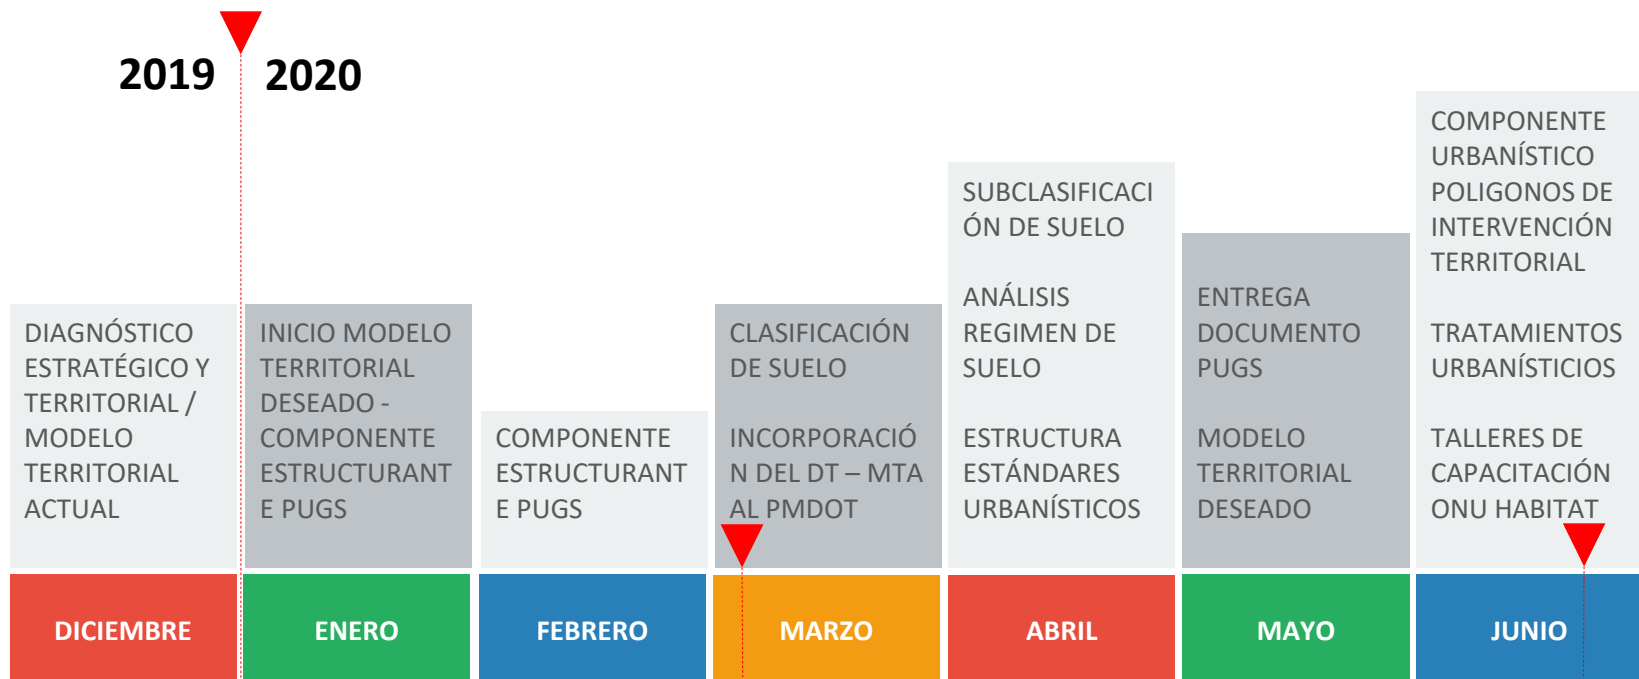 2019
2020
DIAGNÓSTICO
ESTRATÉGICO Y
TERRITORIAL /
MODELO
TERRITORIAL
ACTUAL
INICIO MODELO
TERRITORIAL
DESEADO -
COMPONENTE
ESTRUCTURANT
E PUGS
COMPONENTE
ESTRUCTURANT
E PUGS
CLASIFICACIÓN
DE SUELO
INCORPORACIÓ
N DEL DT – MTA
AL PMDOT
SUBCLASIFICACI
ÓN DE SUELO
ANÁLISIS
REGIMEN DE
SUELO
ESTRUCTURA
ESTÁNDARES
URBANÍSTICOS
ENTREGA
DOCUMENTO
PUGS
MODELO
TERRITORIAL
DESEADO
COMPONENTE
URBANÍSTICO
POLIGONOS DE
INTERVENCIÓN
TERRITORIAL
TRATAMIENTOS
URBANÍSTICIOS
TALLERES DE
CAPACITACIÓN
ONU HABITAT
DICIEMBRE
ENERO
FEBRERO
MARZO
ABRIL
MAYO
JUNIO